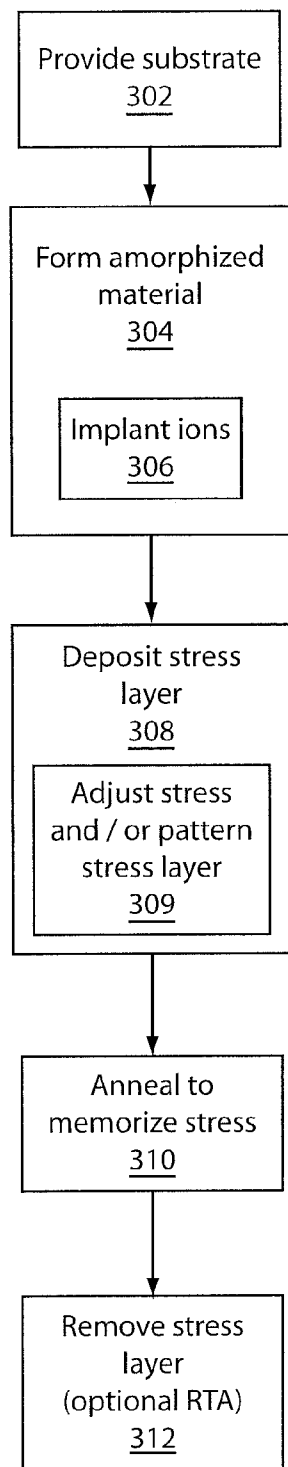 Provide substrate
302
Form amorphized
material
304
Implant ions
306
Deposit stress
layer
308
Adjust stress
and / or pattern
stress layer
309
Anneal to
memorize stress
310
Remove stress
layer
(optional RTA)
312